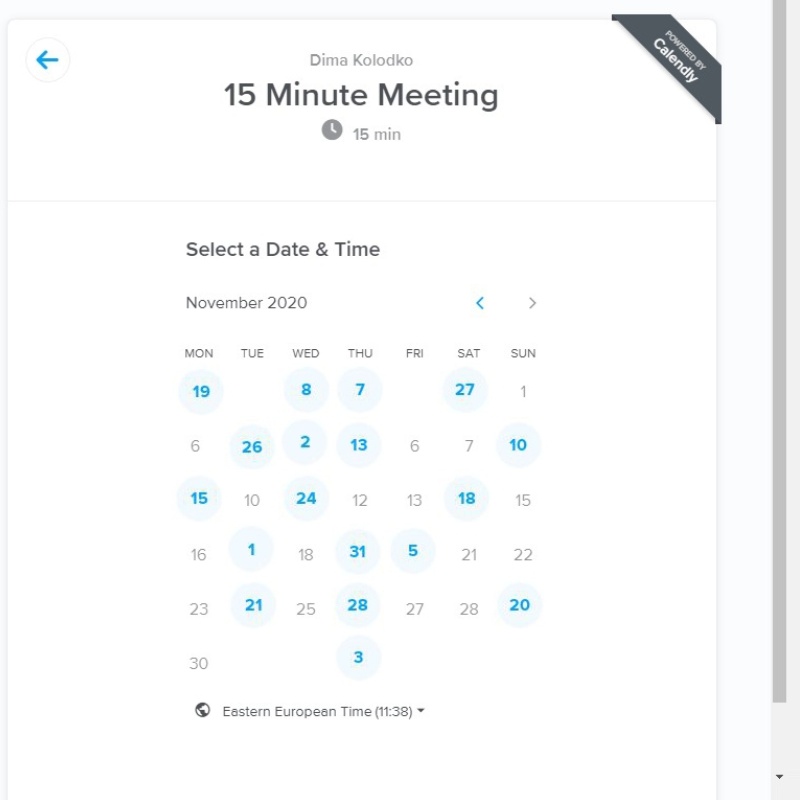 POWERED BY
Calendly
Dima Kolodko
15 Minute Meeting
15 min
Select a Date & Time
November 2020
MON TUE WED THU FRI SAT SUN
19 8 7 27 1
6 26 2 13 6 7 10
15 10 24 12 13 18 15
16 1 18 31 5 21 22
23 21 25 28 27 28 20
30 3
Eastern European Time (11:38)